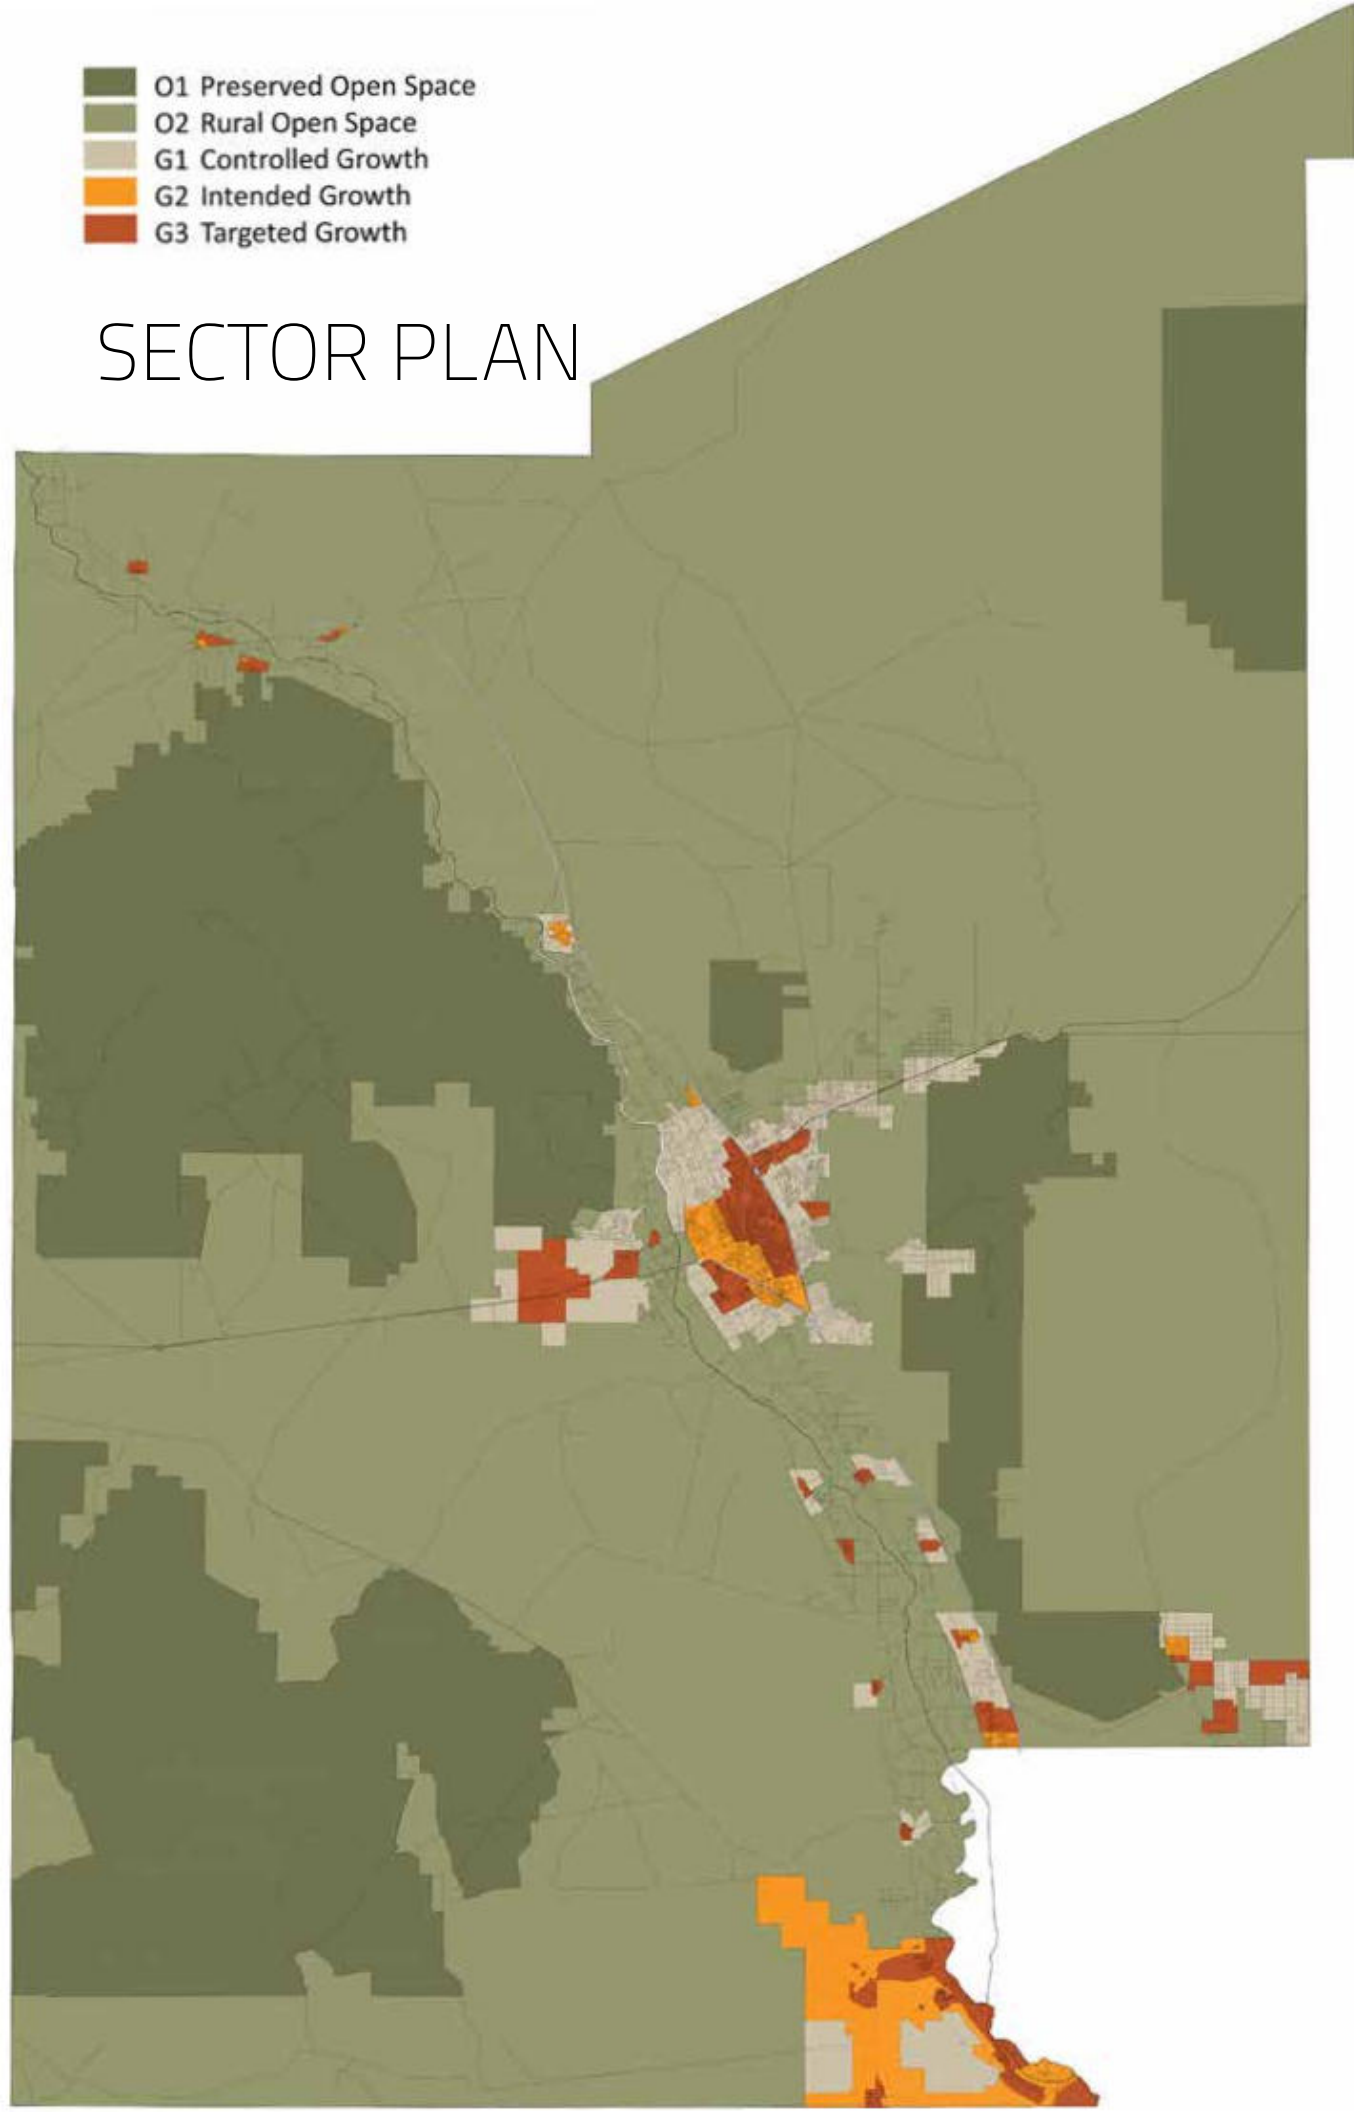 O1 Preserved Open Space
O2 Rural Open Space
G1 Controlled Growth
G2 Intended Growth
G3 Targeted Growth
SECTOR PLAN